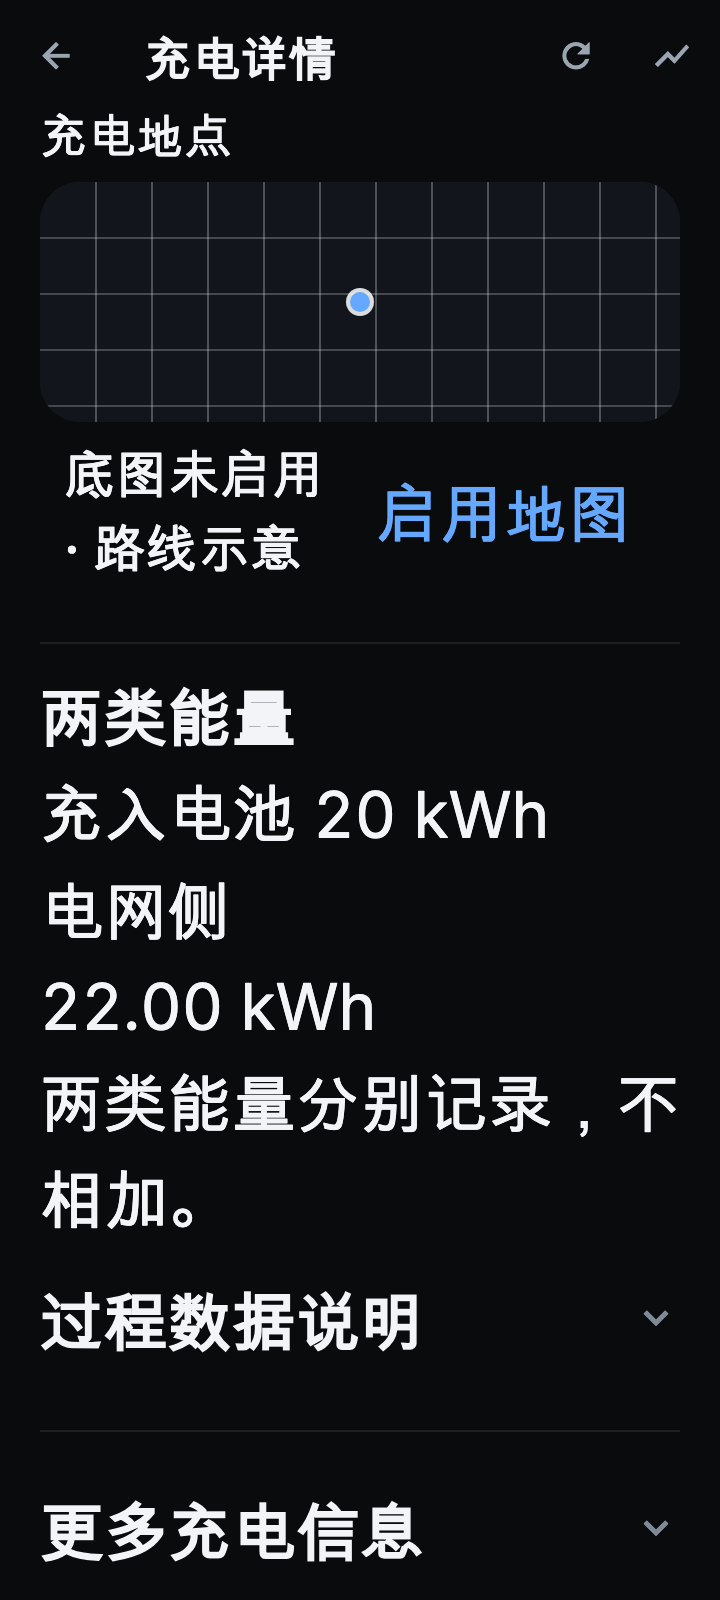 充电详情
充电地点
底图未启用
· 路线示意
启用地图
两类能量
充入电池 20 kWh
电网侧
22.00 kWh
两类能量分别记录，不
相加。
过程数据说明
更多充电信息